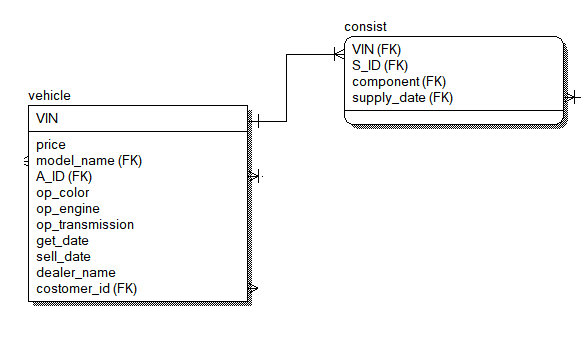 consist
VIN (FK)
S_ID (FK)
component (FK)
supply_date (FK)
vehicle
VIN
price
model_name (FK)
A_ID (FK)
op_color
op_engine
op_transmission
get_date
sell_date
dealer_name
costomer_id (FK)